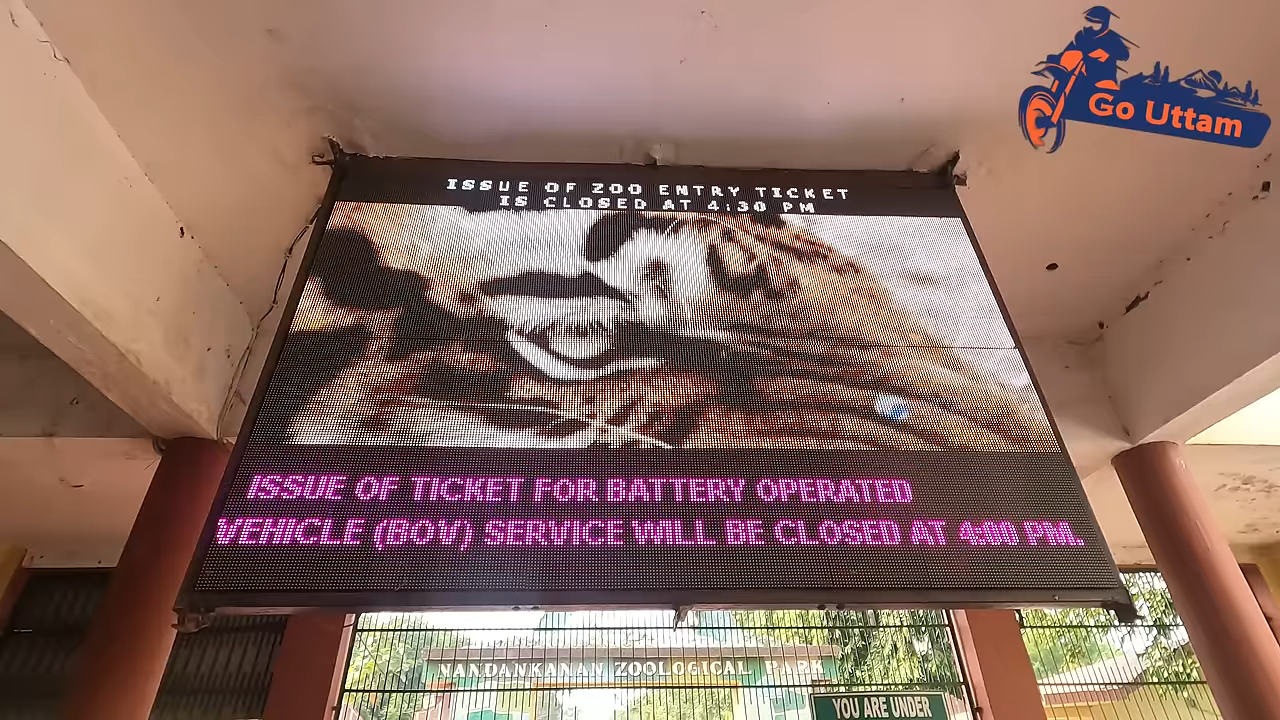 Go Uttam
ISSUE OF ZOO ENTRY TICKET
IS CLOSED AT 4:30 PM
ISSUE OF TICKET FOR BATTERY OPERATED
VEHICLE (BOV) SERVICE WILL BE CLOSED AT 4:00 PM.
NANDANKANAN ZOOLOGICAL PARK
YOU ARE UNDER